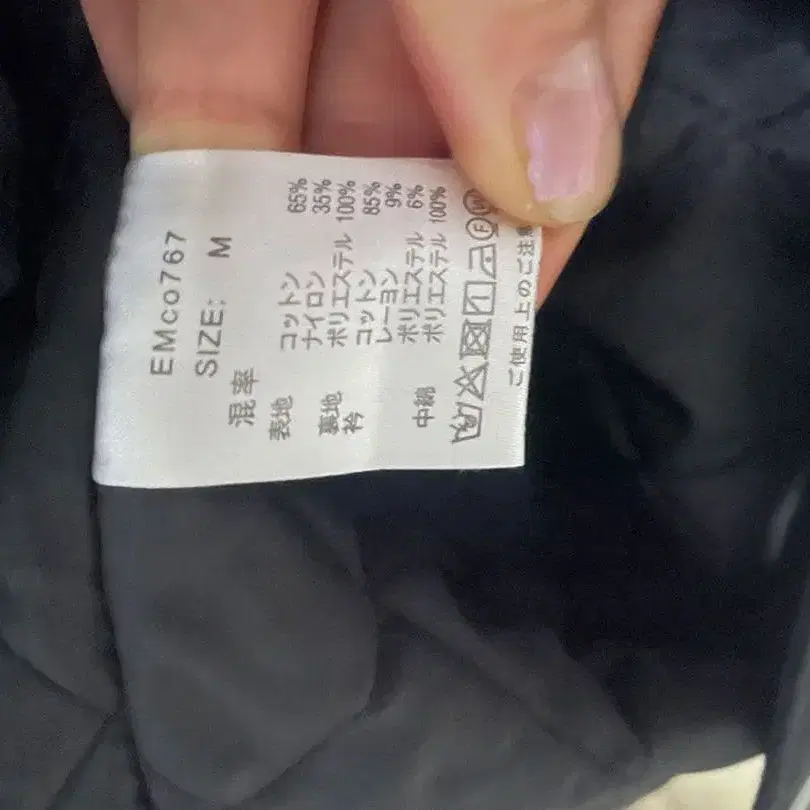 EMco767
SIZE: M
混率
表地 コットン 65%
ナイロン 35%
裏地 ポリエステル 100%
衿 コットン 85%
レーヨン 9%
ポリエステル 6%
中綿 ポリエステル 100%
F W
ご使用上のご注意